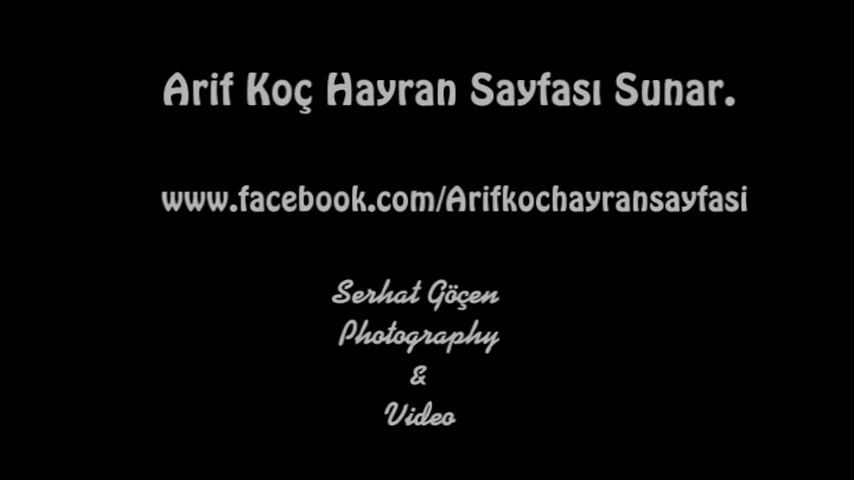 Arif Koç Hayran Sayfası Sunar.
www.facebook.com/Arifkochayransayfasi
Serhat Göçen
Photography
&
Video